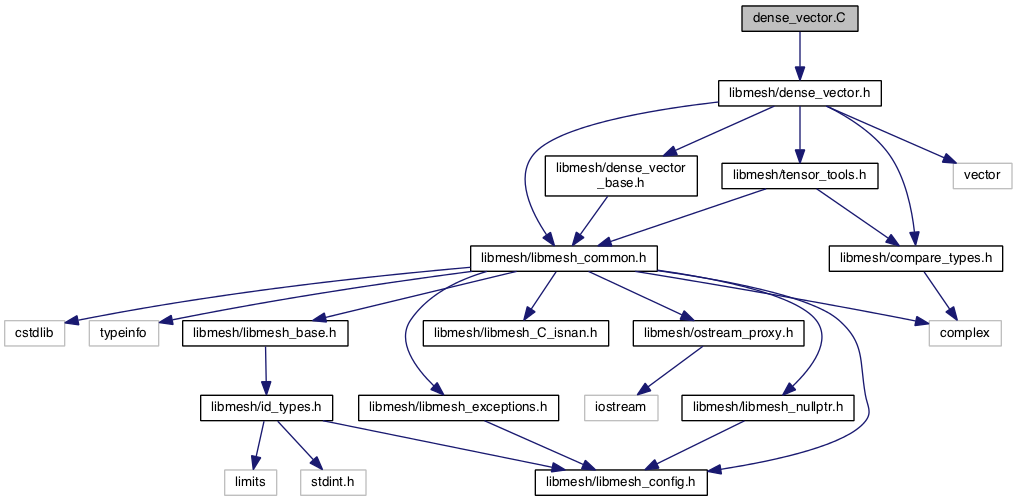 dense_vector.C
libmesh/dense_vector.h
libmesh/dense_vector
_base.h
libmesh/tensor_tools.h
vector
libmesh/libmesh_common.h
libmesh/compare_types.h
cstdlib
typeinfo
libmesh/libmesh_base.h
libmesh/libmesh_C_isnan.h
libmesh/ostream_proxy.h
complex
libmesh/id_types.h
libmesh/libmesh_exceptions.h
iostream
libmesh/libmesh_nullptr.h
limits
stdint.h
libmesh/libmesh_config.h